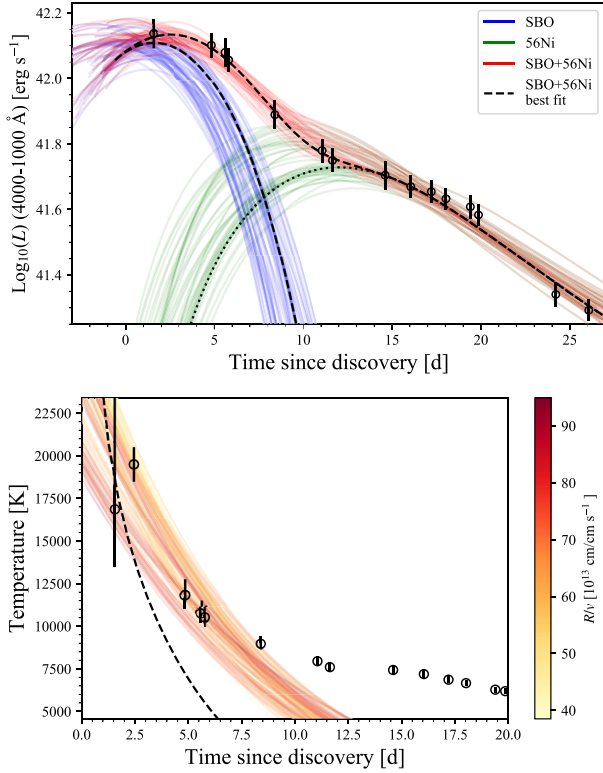 SBO
56Ni
SBO+56Ni
SBO+56Ni
best fit
Log10(L) (4000-1000 Å) [erg s−1]
42.2
42.0
41.8
41.6
41.4
0 5 10 15 20 25
Time since discovery [d]
Temperature [K]
22500
20000
17500
15000
12500
10000
7500
5000
0.0 2.5 5.0 7.5 10.0 12.5 15.0 17.5 20.0
Time since discovery [d]
90
80
70
60
50
40
R/v [10^13 cm/cm s−1]